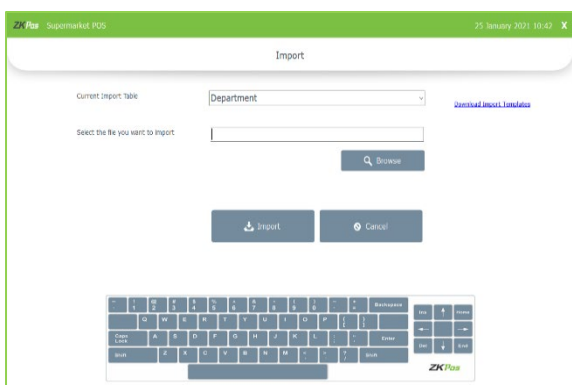 ZKPos Supermarket POS 25 January 2021 10:42 X
Import
Current Import Table Department Download Import Templates
Select the file you want to import
Browse
Import Cancel
Backspace
Q W E R T Y U I O P
Caps Lock A S D F G H J K L Enter
Shift Z X C V B N M Shift
Ins Home
Del End
ZKPos